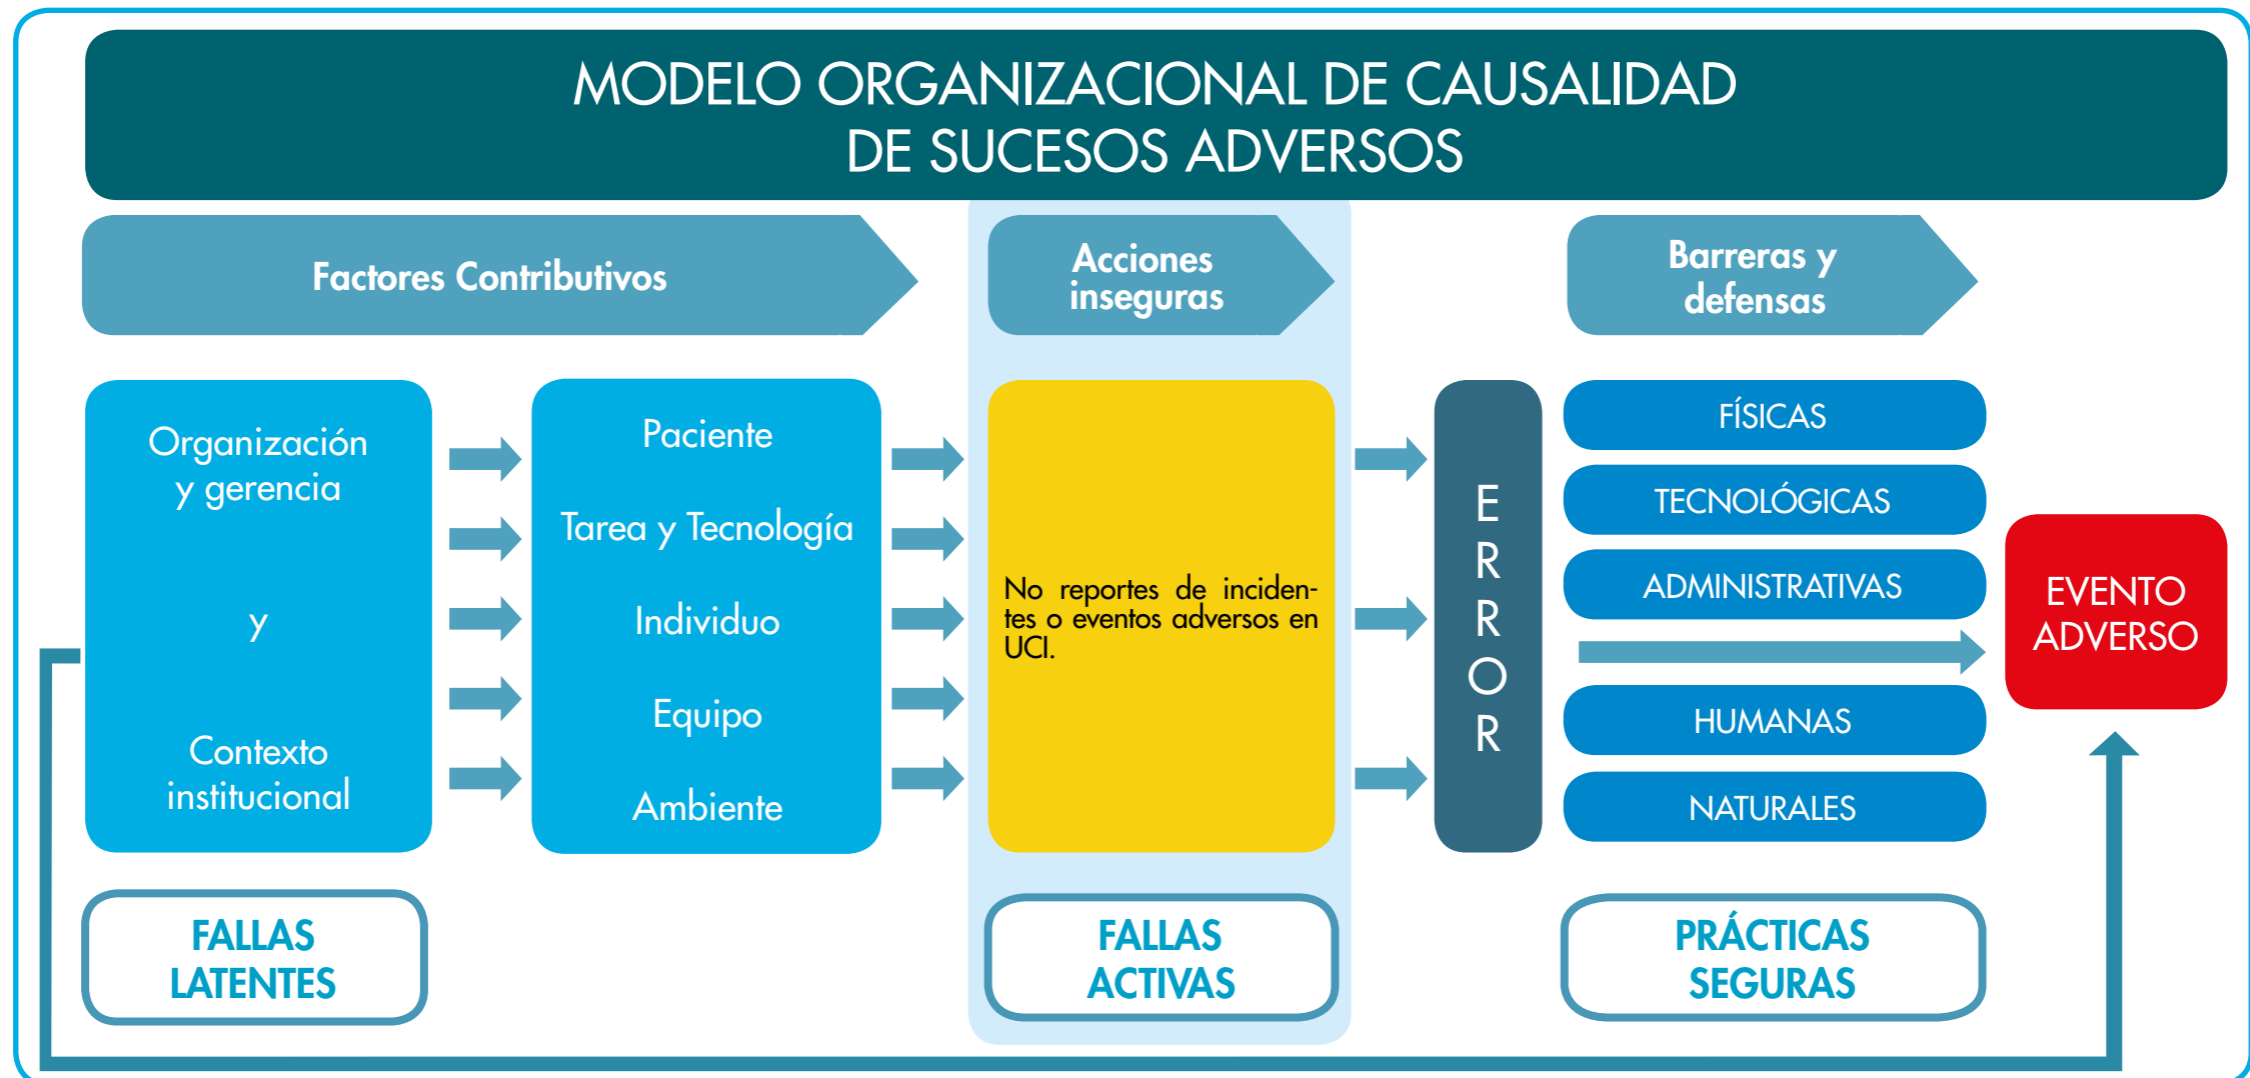 MODELO ORGANIZACIONAL DE CAUSALIDAD
DE SUCESOS ADVERSOS
Factores Contributivos
Acciones
inseguras
Barreras y
defensas
Organización
y gerencia
y
Contexto
institucional
Paciente
Tarea y Tecnología
Individuo
Equipo
Ambiente
No reportes de inciden-
tes o eventos adversos en
UCI.
E
R
R
O
R
FÍSICAS
TECNOLÓGICAS
ADMINISTRATIVAS
HUMANAS
NATURALES
EVENTO
ADVERSO
FALLAS
LATENTES
FALLAS
ACTIVAS
PRÁCTICAS
SEGURAS